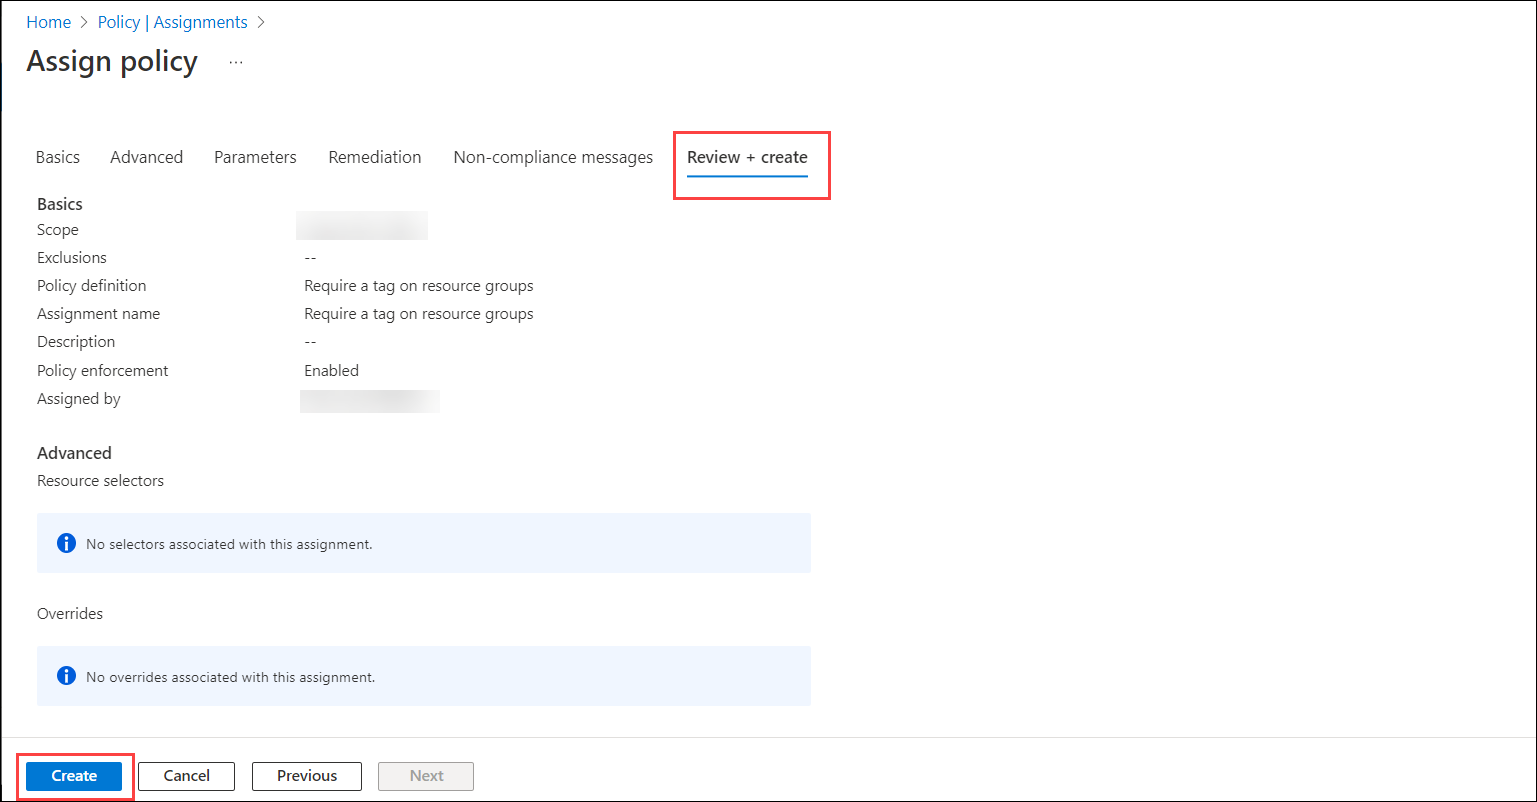 Home > Policy | Assignments >
Assign policy ...
Basics Advanced Parameters Remediation Non-compliance messages Review + create
Basics
Scope
Exclusions --
Policy definition Require a tag on resource groups
Assignment name Require a tag on resource groups
Description --
Policy enforcement Enabled
Assigned by
Advanced
Resource selectors
No selectors associated with this assignment.
Overrides
No overrides associated with this assignment.
Create Cancel Previous Next